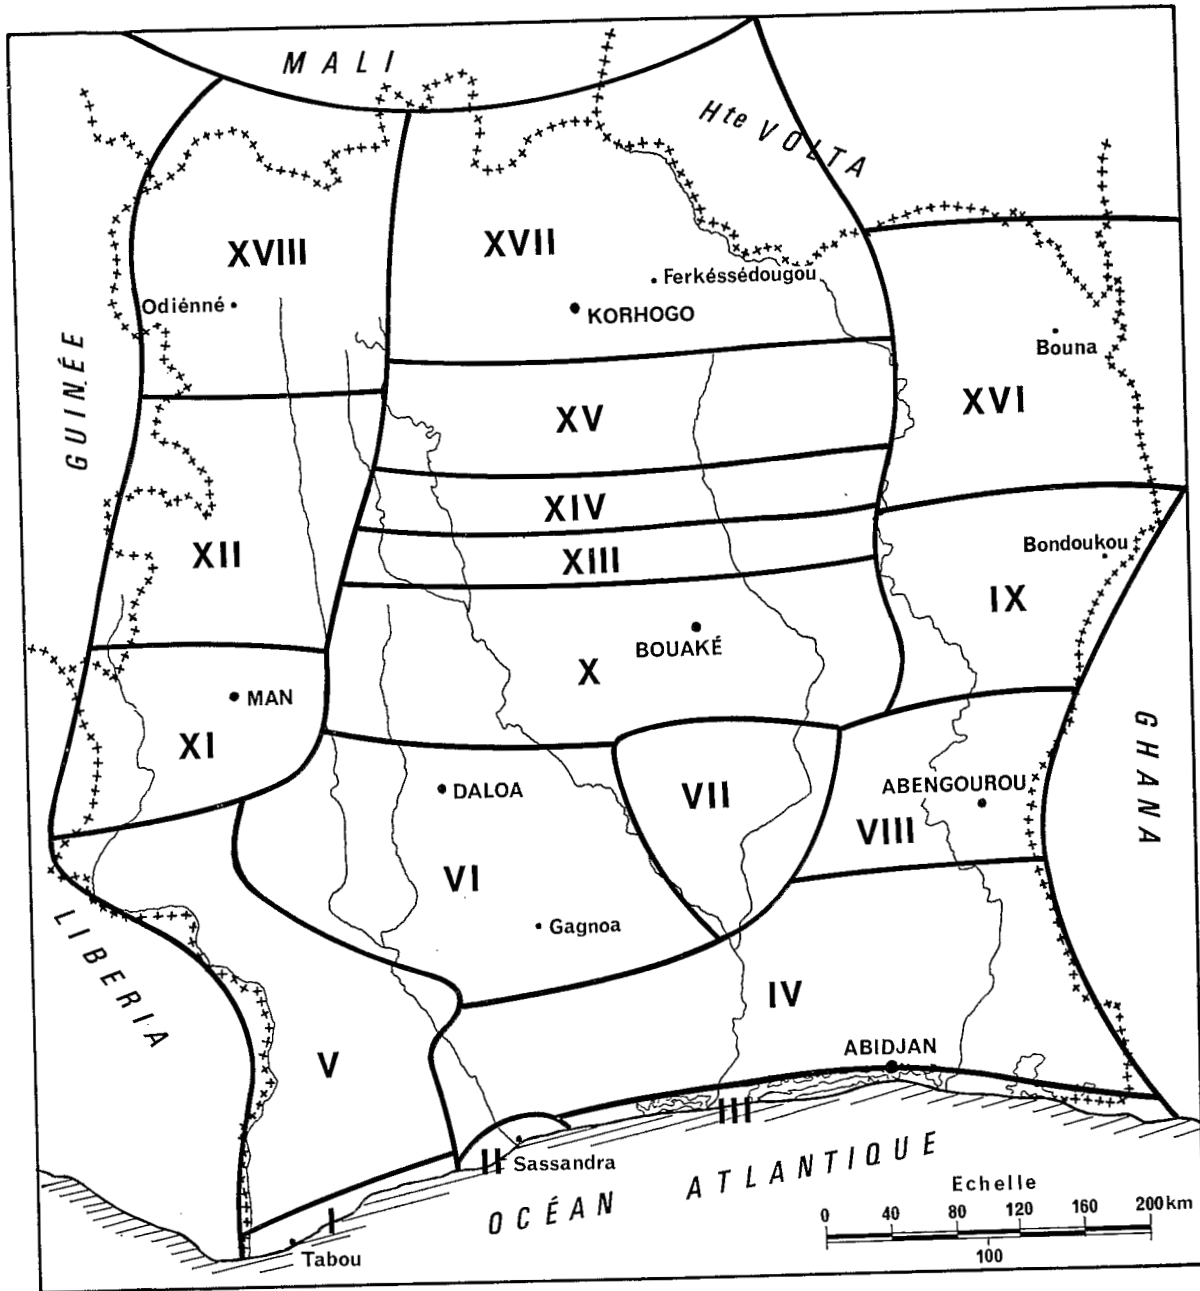 MALI
Hte VOLTA
XVIII
XVII
Ferkéssédougou
Odiénné
KORHOGO
Bouna
GUINÉE
XV
XVI
XIV
XII
XIII
Bondoukou
IX
BOUAKÉ
X
MAN
XI
GHANA
DALOA
VII
ABENGOUROU
VIII
VI
Gagnoa
LIBERIA
IV
V
ABIDJAN
III
II
Sassandra
OCÉAN ATLANTIQUE
I
Tabou
Echelle
0 40 80 120 160 200km
100